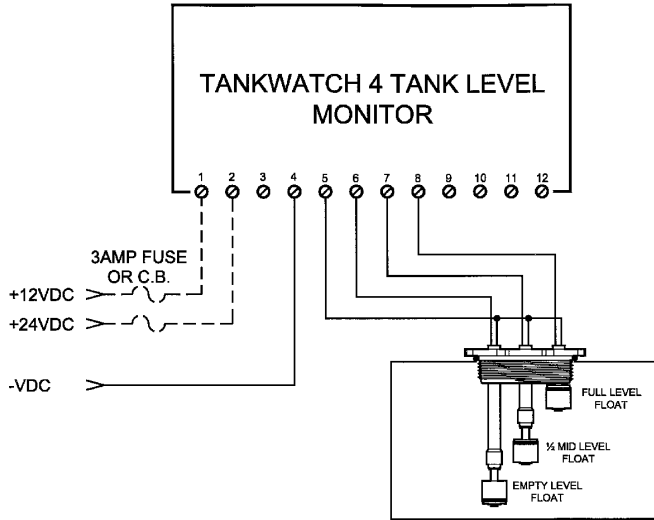 TANKWATCH 4 TANK LEVEL
MONITOR
1 2 3 4 5 6 7 8 9 10 11 12
3AMP FUSE
OR C.B.
+12VDC
+24VDC
-VDC
FULL LEVEL
FLOAT
½ MID LEVEL
FLOAT
EMPTY LEVEL
FLOAT